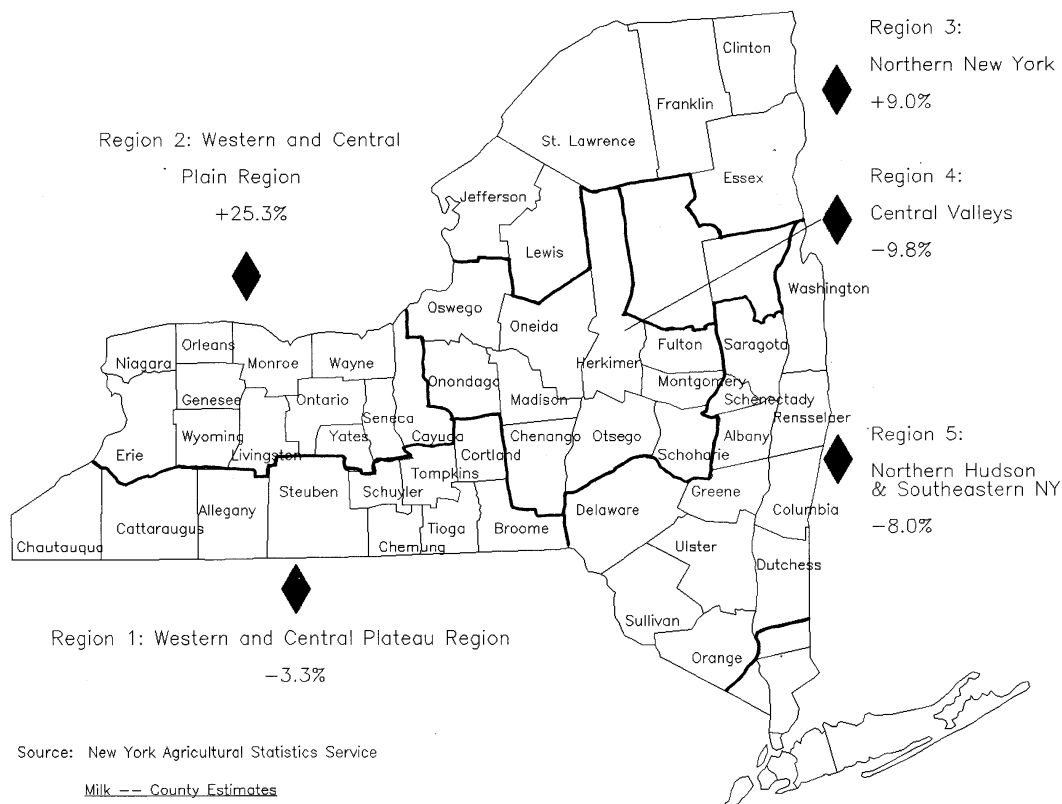 Region 3:
Northern New York
+9.0%
Region 2: Western and Central
Plain Region
+25.3%
Region 4:
Central Valleys
-9.8%
Clinton
Franklin
St. Lawrence
Essex
Jefferson
Lewis
Washington
Oswego
Oneida
Orleans
Niagara
Monroe
Wayne
Herkimer
Fulton
Saragota
Onondaga
Montgomery
Madison
Schenectady
Genesee
Ontario
Seneca
Rensselaer
Wyoming
Yates
Cayuga
Chenango
Otsego
Albany
Erie
Livingston
Cortland
Schoharie
Tompkins
Steuben
Schuyler
Greene
Region 5:
Northern Hudson
& Southeastern NY
-8.0%
Allegany
Cattaraugus
Tioga
Broome
Delaware
Columbia
Chautauqua
Chemung
Ulster
Dutchess
Sullivan
Orange
Region 1: Western and Central Plateau Region
-3.3%
Source: New York Agricultural Statistics Service
Milk -- County Estimates